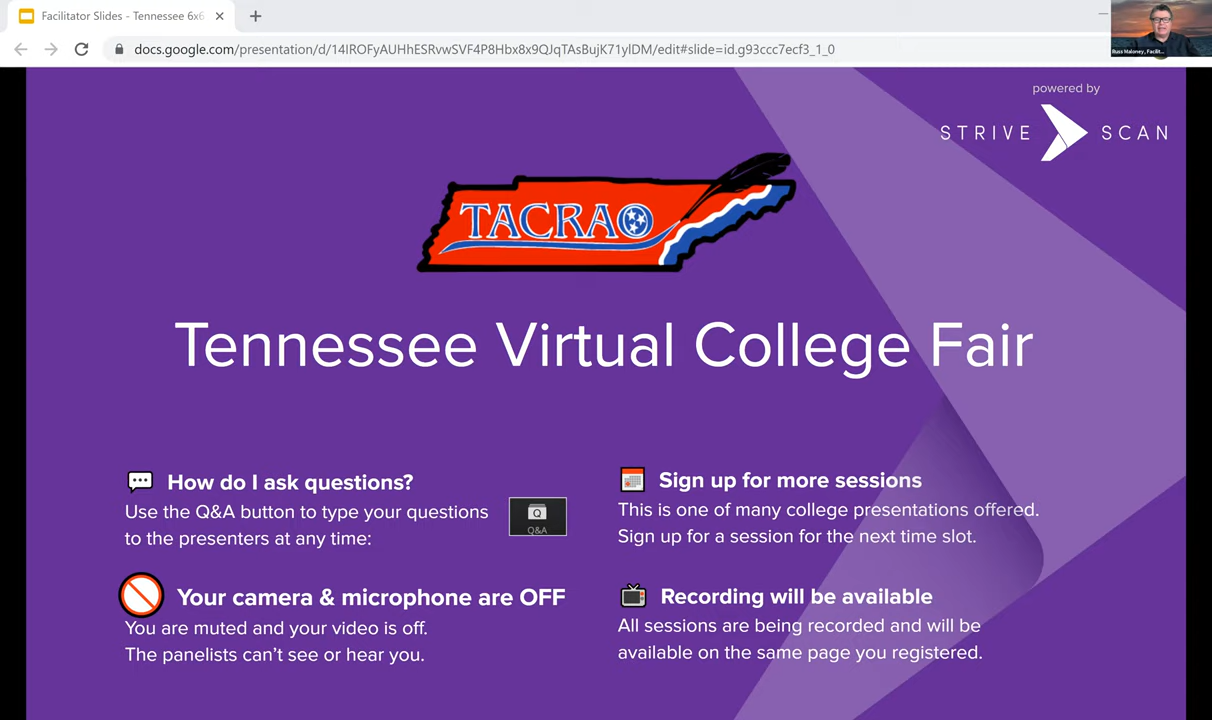 Facilitator Slides - Tennessee 6x6
docs.google.com/presentation/d/14IROFyAUHhESRvwSVF4P8Hbx8x9QJqTAsBujK71ylDM/edit#slide=id.g93ccc7ecf3_1_0
Russ Maloney, Facilit...
powered by
STRIVE SCAN
TACRAO
Tennessee Virtual College Fair
How do I ask questions?
Use the Q&A button to type your questions
to the presenters at any time:
Q
Q&A
Your camera & microphone are OFF
You are muted and your video is off.
The panelists can’t see or hear you.
Sign up for more sessions
This is one of many college presentations offered.
Sign up for a session for the next time slot.
Recording will be available
All sessions are being recorded and will be
available on the same page you registered.